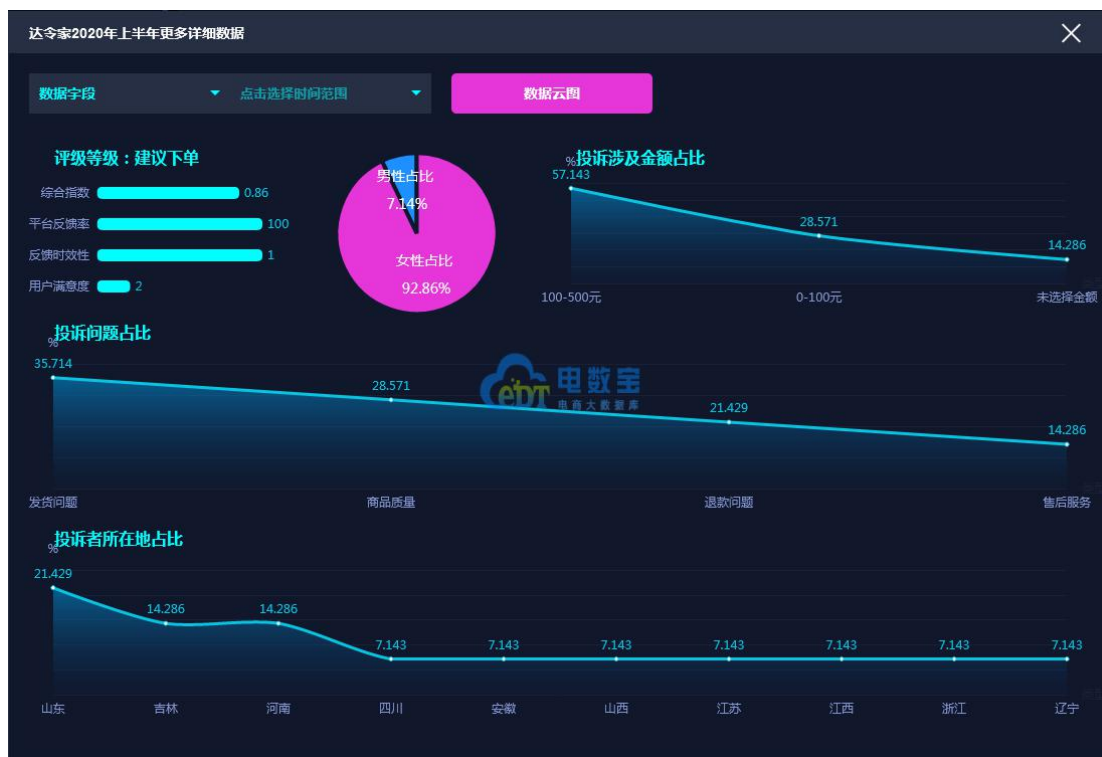 达令家2020年上半年更多详细数据
数据字段
点击选择时间范围
数据云图
评级等级：建议下单
综合指数 0.86
平台反馈率 100
反馈时效性 1
用户满意度 2
男性占比
7.14%
女性占比
92.86%
%投诉涉及金额占比
57.143
28.571
14.286
100-500元 0-100元 未选择金额
投诉问题占比
%
35.714
28.571
21.429
14.286
ebT 电数宝
电商大数据库
发货问题 商品质量 退款问题 售后服务
投诉者所在地占比
%
21.429
14.286 14.286
7.143 7.143 7.143 7.143 7.143 7.143 7.143
山东 吉林 河南 四川 安徽 山西 江苏 江西 浙江 辽宁